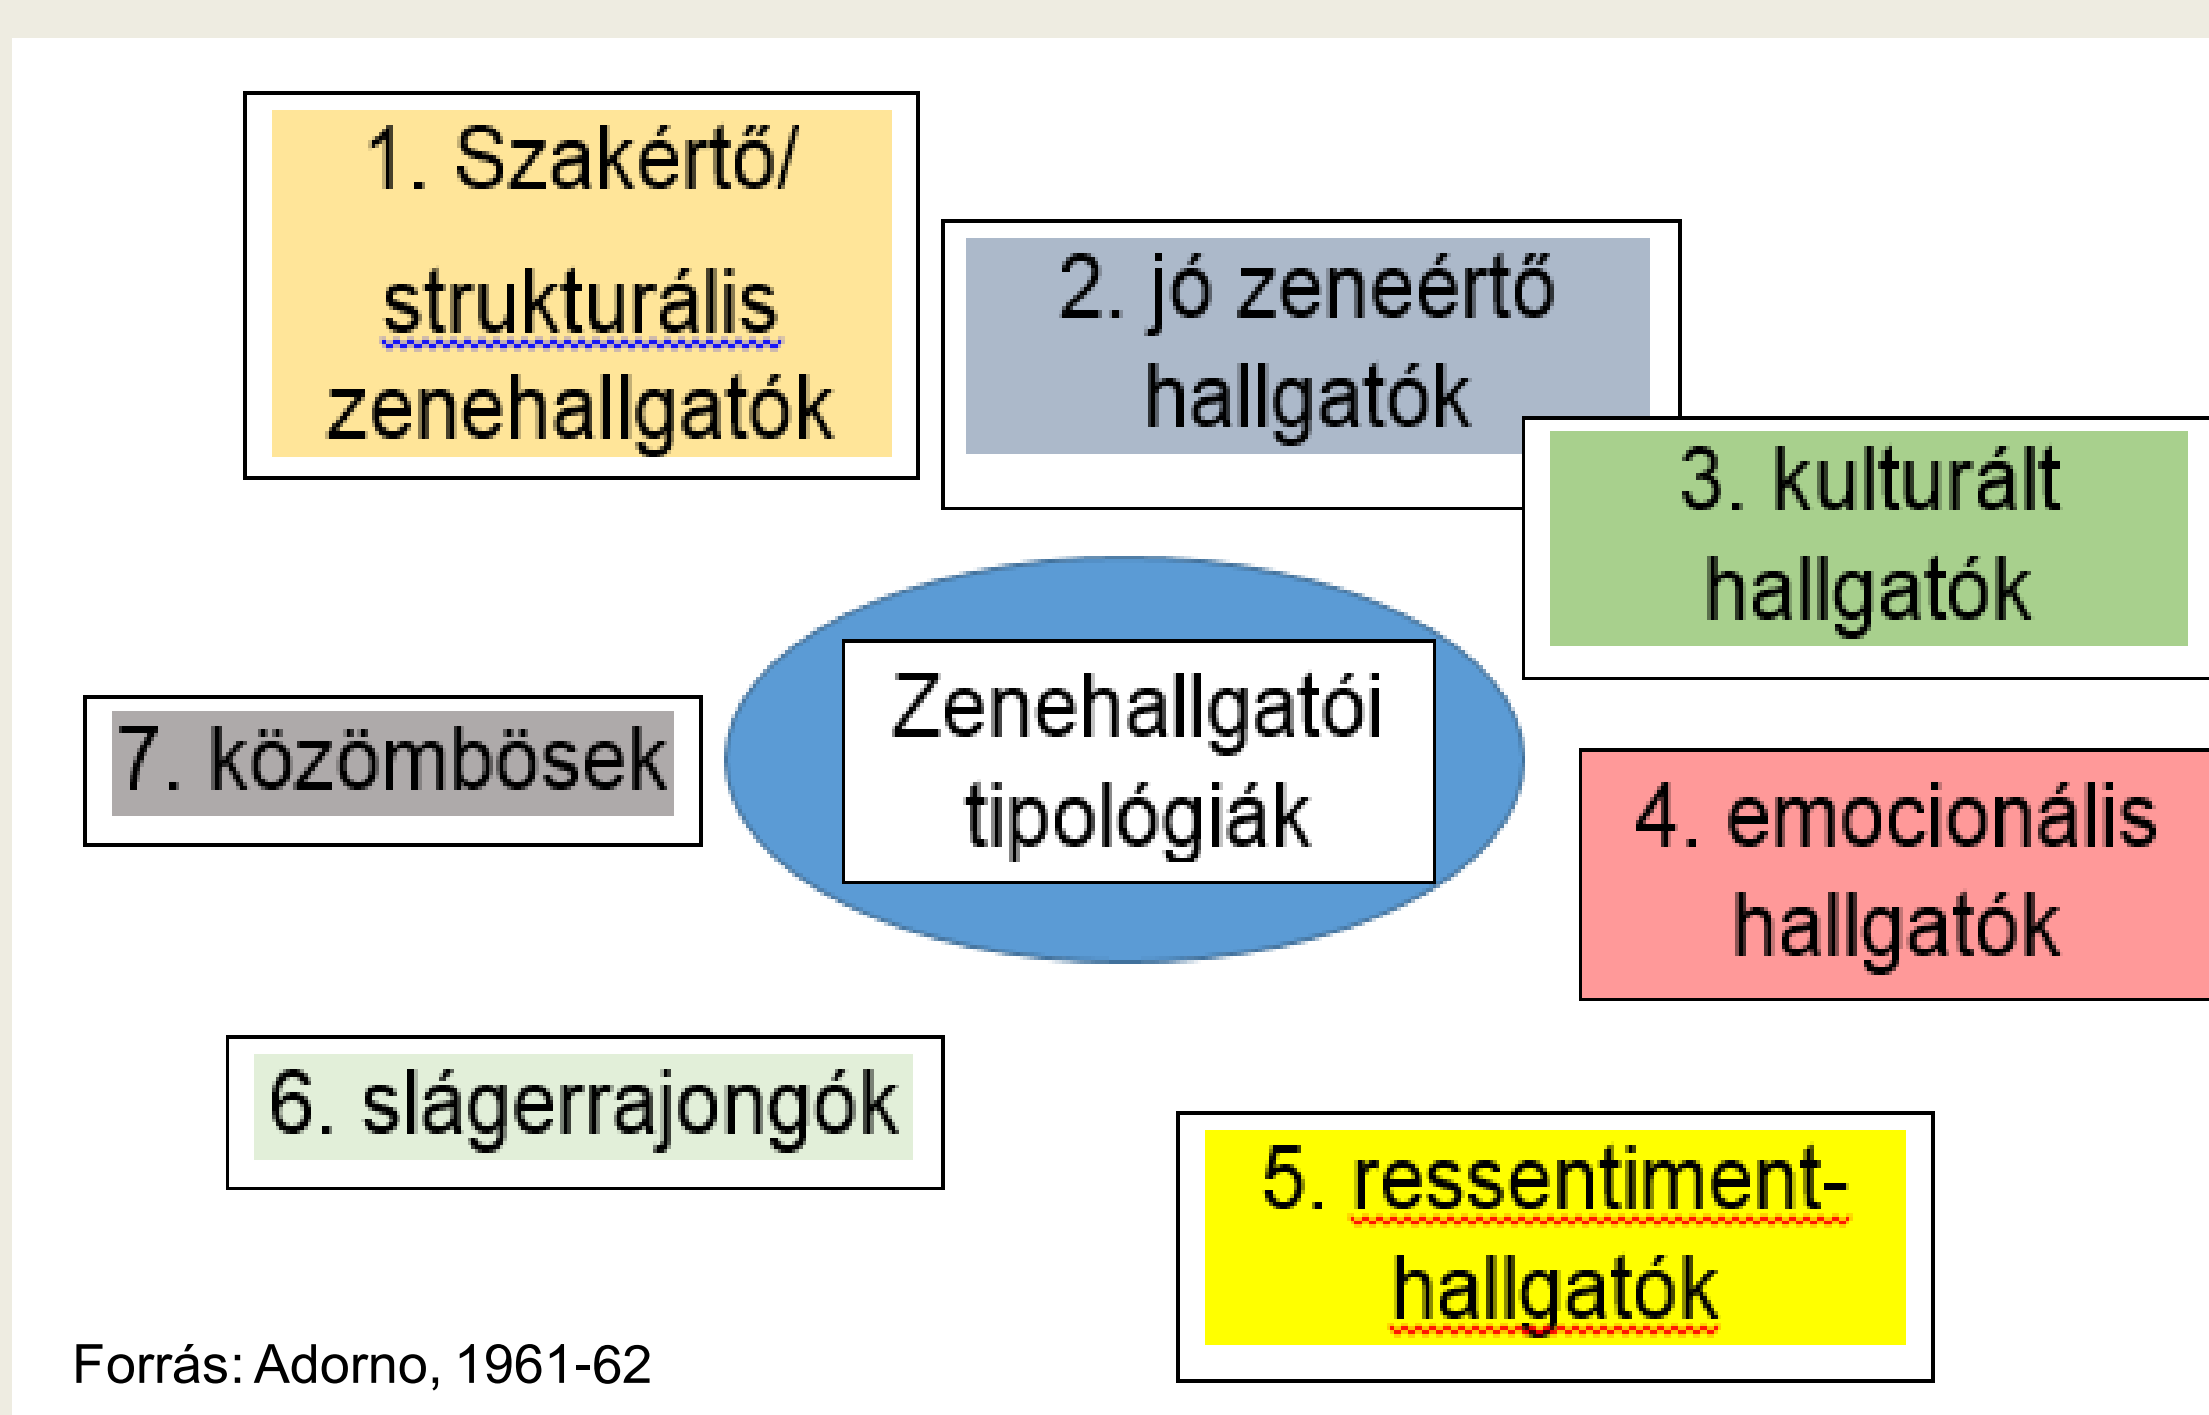 1. Szakértő/
strukturális
zenehallgatók
2. jó zeneértő
hallgatók
3. kulturált
hallgatók
Zenehallgatói
tipológiák
7. közömbösek
4. emocionális
hallgatók
6. slágerrajongók
5. ressentiment-
hallgatók
Forrás: Adorno, 1961-62